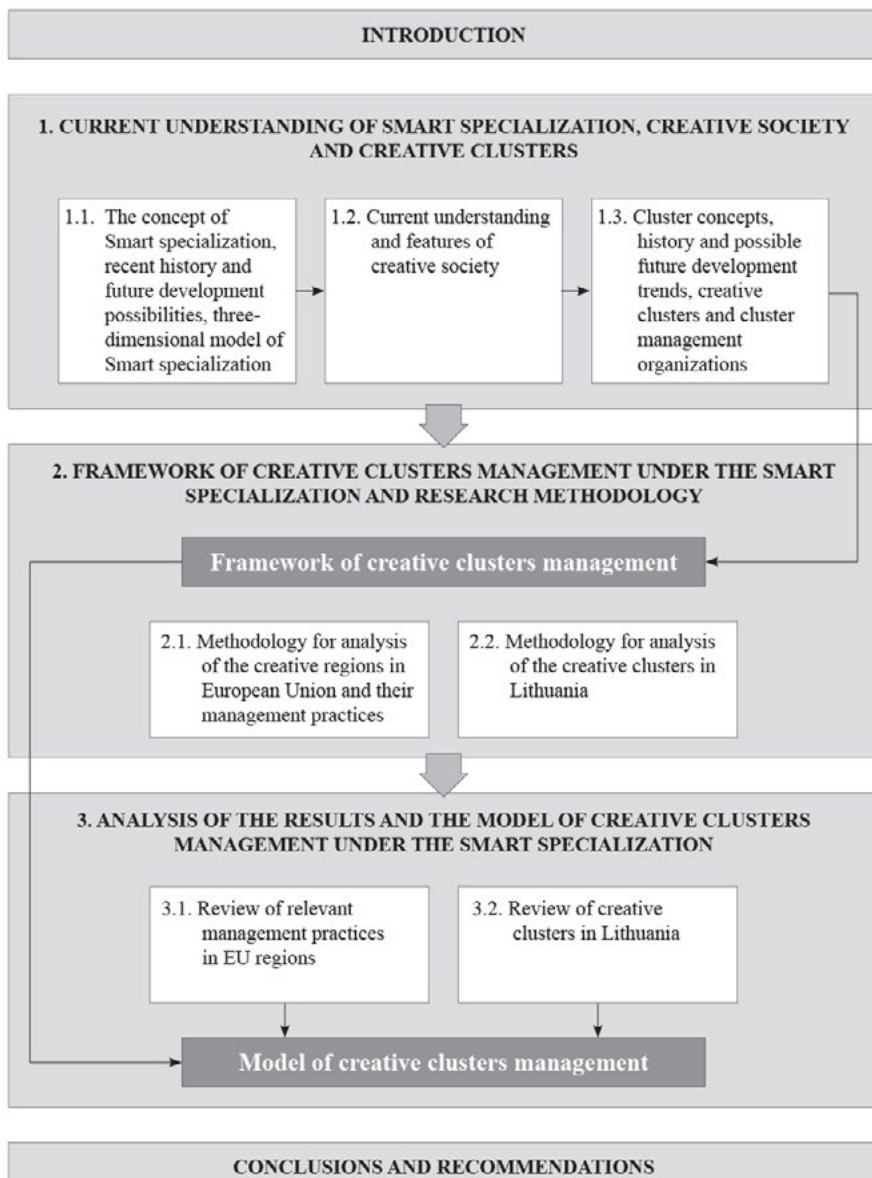 INTRODUCTION
1. CURRENT UNDERSTANDING OF SMART SPECIALIZATION, CREATIVE SOCIETY
AND CREATIVE CLUSTERS
1.1. The concept of
Smart specialization,
recent history and
future development
possibilities, three-
dimensional model of
Smart specialization
1.2. Current understanding
and features of
creative society
1.3. Cluster concepts,
history and possible
future development
trends, creative
clusters and cluster
management
organizations
2. FRAMEWORK OF CREATIVE CLUSTERS MANAGEMENT UNDER THE SMART
SPECIALIZATION AND RESEARCH METHODOLOGY
Framework of creative clusters management
2.1. Methodology for analysis
of the creative regions in
European Union and their
management practices
2.2. Methodology for analysis
of the creative clusters in
Lithuania
3. ANALYSIS OF THE RESULTS AND THE MODEL OF CREATIVE CLUSTERS
MANAGEMENT UNDER THE SMART SPECIALIZATION
3.1. Review of relevant
management practices
in EU regions
3.2. Review of creative
clusters in Lithuania
Model of creative clusters management
CONCLUSIONS AND RECOMMENDATIONS